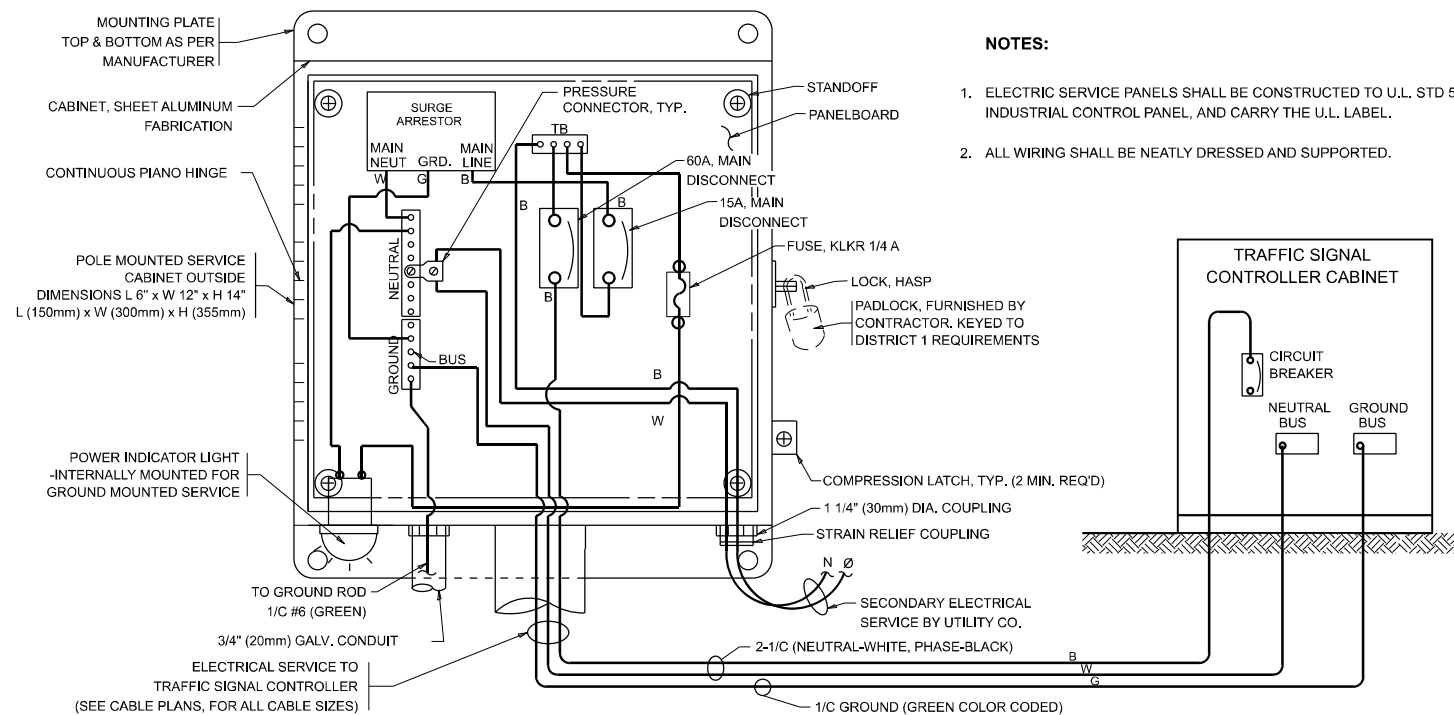 MOUNTING PLATE
TOP & BOTTOM AS PER
MANUFACTURER
CABINET, SHEET ALUMINUM
FABRICATION
CONTINUOUS PIANO HINGE
POLE MOUNTED SERVICE
CABINET OUTSIDE
DIMENSIONS L 6" x W 12" x H 14"
L (150mm) x W (300mm) x H (355mm)
POWER INDICATOR LIGHT
-INTERNALLY MOUNTED FOR
GROUND MOUNTED SERVICE
TO GROUND ROD
1/C #6 (GREEN)
3/4" (20mm) GALV. CONDUIT
ELECTRICAL SERVICE TO
TRAFFIC SIGNAL CONTROLLER
(SEE CABLE PLANS, FOR ALL CABLE SIZES)
SURGE
ARRESTOR
MAIN
NEUT
GRD.
MAIN
LINE
W
G
B
PRESSURE
CONNECTOR, TYP.
TB
B
B
B
NEUTRAL
GROUND
BUS
B
W
STANDOFF
PANELBOARD
60A, MAIN
DISCONNECT
15A, MAIN
DISCONNECT
FUSE, KLKR 1/4 A
LOCK, HASP
PADLOCK, FURNISHED BY
CONTRACTOR. KEYED TO
DISTRICT 1 REQUIREMENTS
COMPRESSION LATCH, TYP. (2 MIN. REQ'D)
1 1/4" (30mm) DIA. COUPLING
STRAIN RELIEF COUPLING
N Ø
SECONDARY ELECTRICAL
SERVICE BY UTILITY CO.
2-1/C (NEUTRAL-WHITE, PHASE-BLACK)
B
W
G
1/C GROUND (GREEN COLOR CODED)
NOTES:
1. ELECTRIC SERVICE PANELS SHALL BE CONSTRUCTED TO U.L. STD 5
INDUSTRIAL CONTROL PANEL, AND CARRY THE U.L. LABEL.
2. ALL WIRING SHALL BE NEATLY DRESSED AND SUPPORTED.
TRAFFIC SIGNAL
CONTROLLER CABINET
CIRCUIT
BREAKER
NEUTRAL
BUS
GROUND
BUS